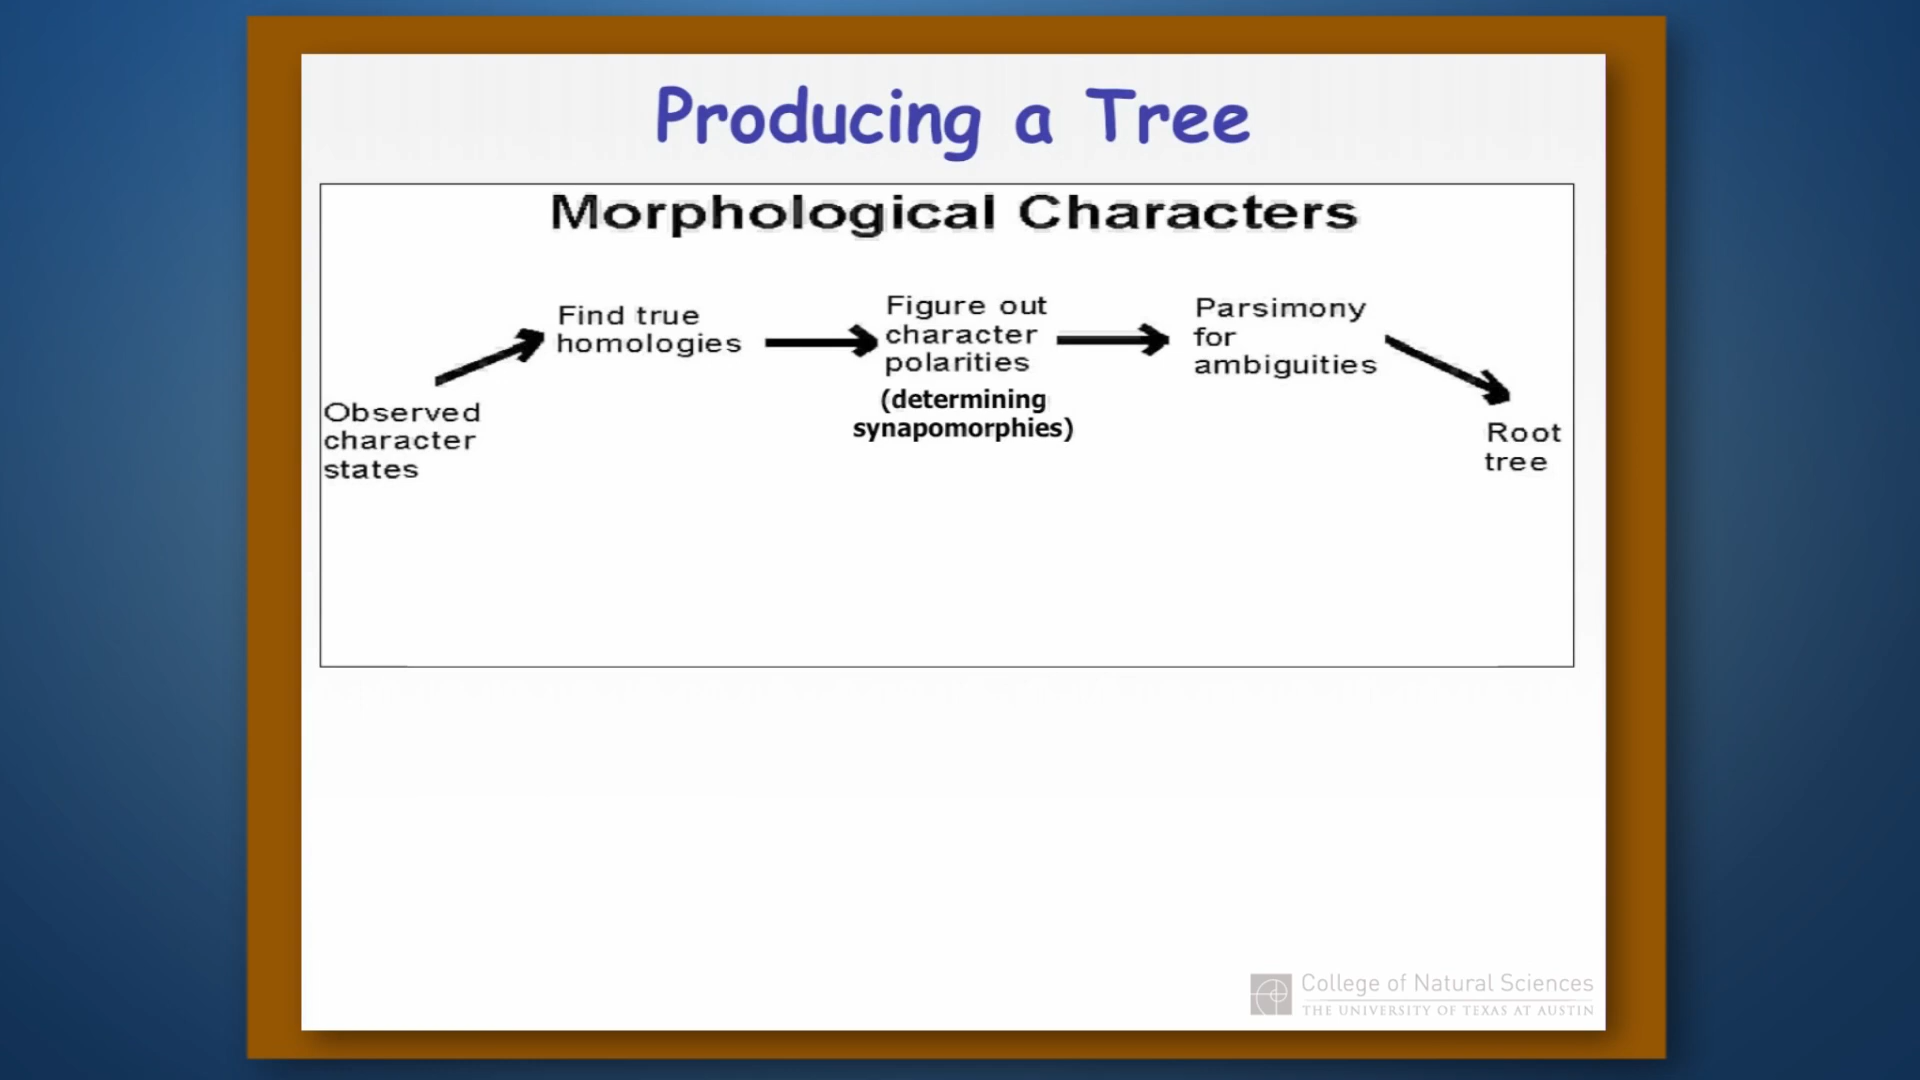 Producing a Tree
Morphological Characters
Observed
character
states
Find true
homologies
Figure out
character
polarities
(determining
synapomorphies)
Parsimony
for
ambiguities
Root
tree
College of Natural Sciences
THE UNIVERSITY OF TEXAS AT AUSTIN